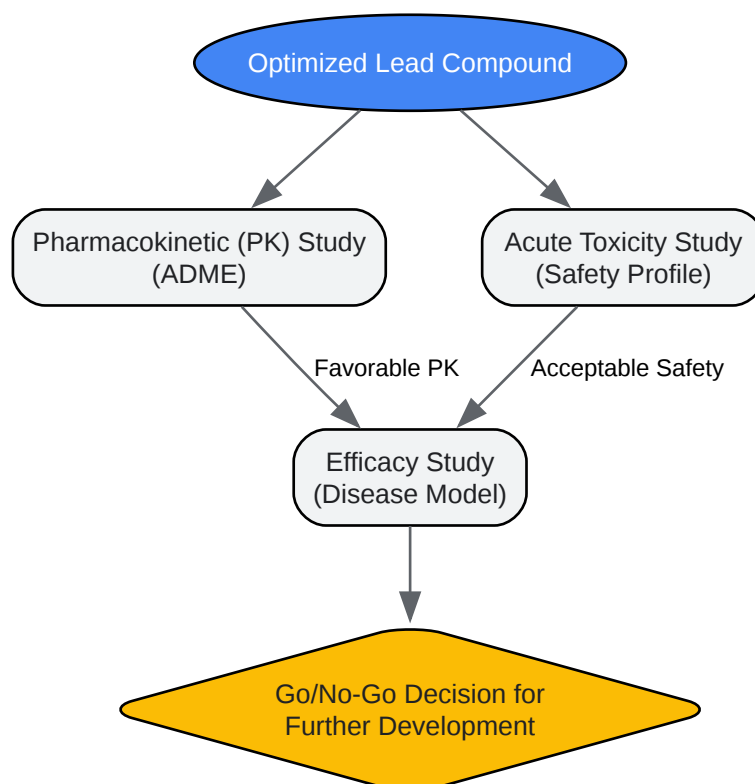 Optimized Lead Compound
Pharmacokinetic (PK) Study
(ADME)
Acute Toxicity Study
(Safety Profile)
Favorable PK
Acceptable Safety
Efficacy Study
(Disease Model)
Go/No-Go Decision for
Further Development